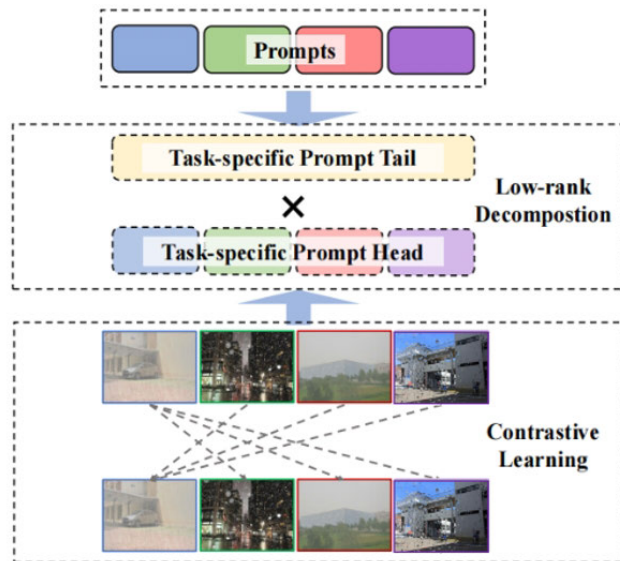 Prompts
Task-specific Prompt Tail
×
Low-rank
Decompostion
Task-specific Prompt Head
Contrastive
Learning